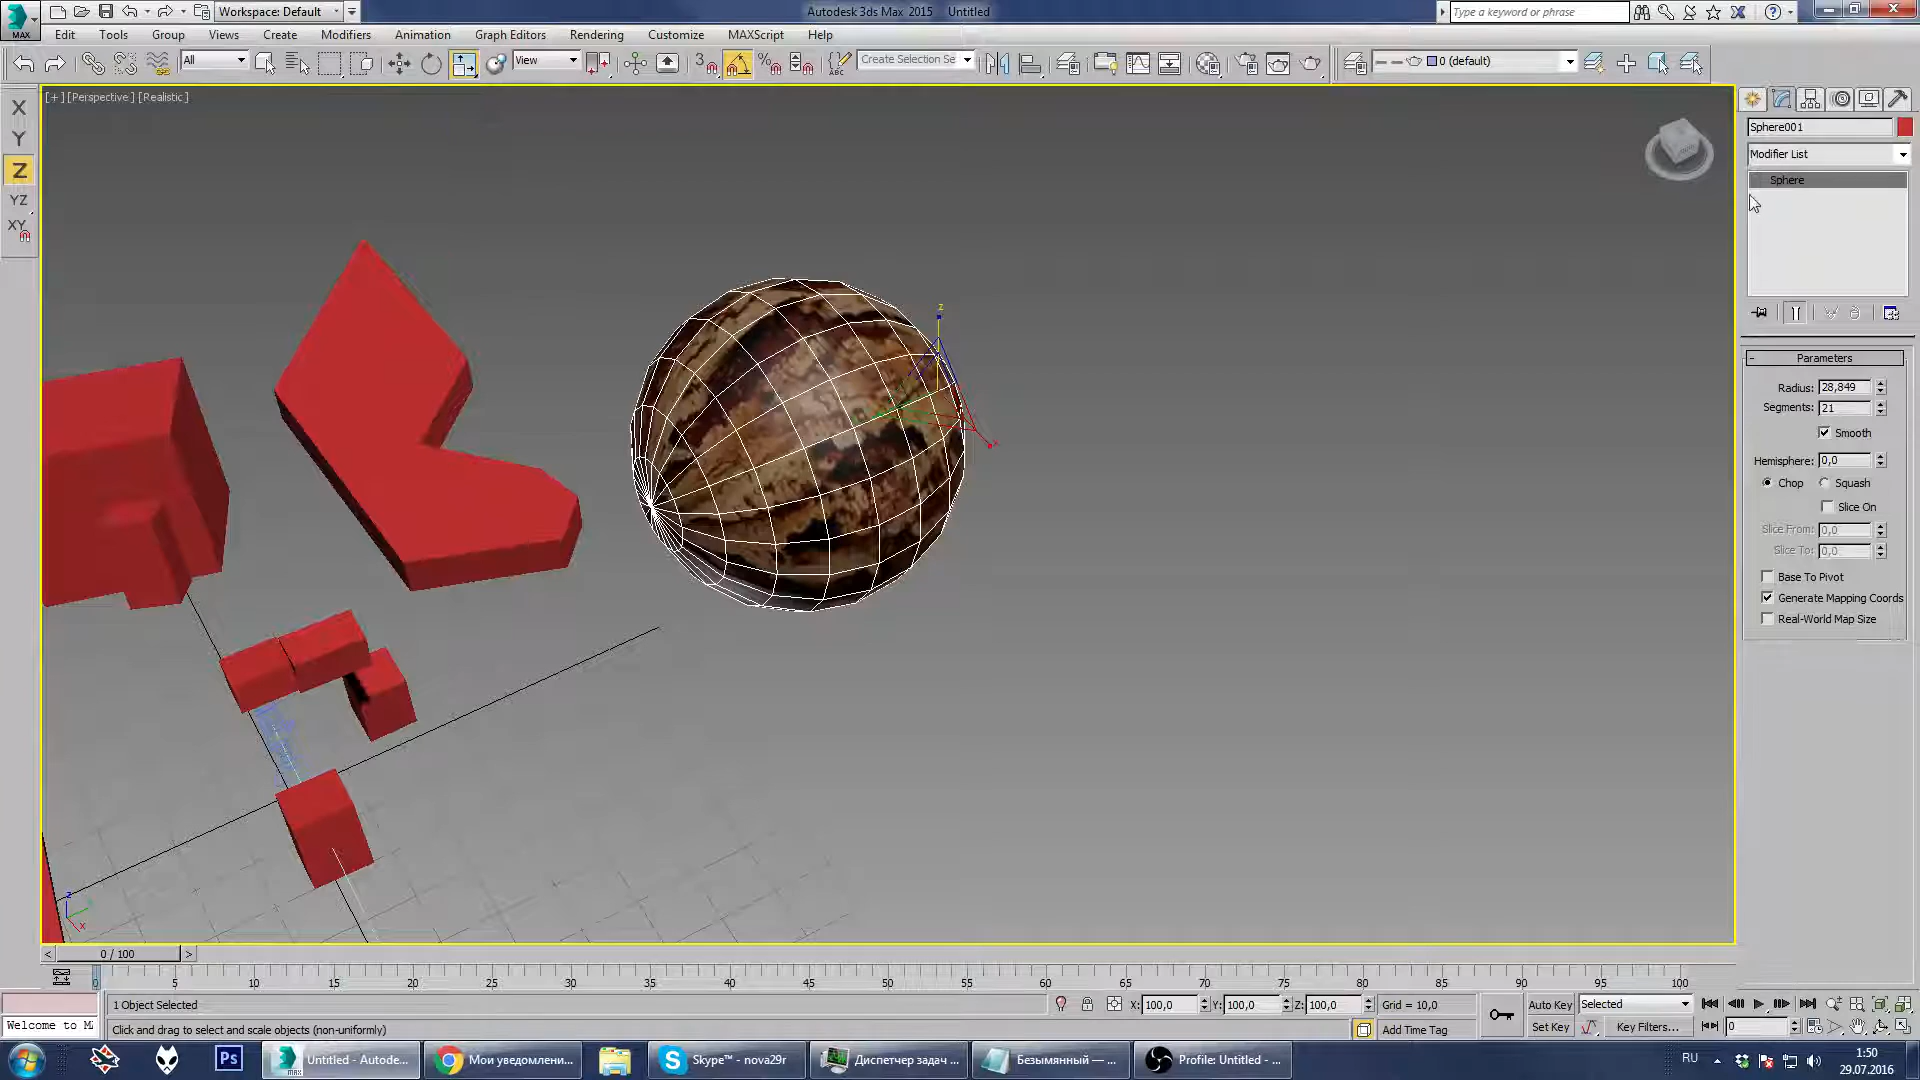 Workspace: Default
Autodesk 3ds Max 2015 Untitled
Type a keyword or phrase
MAX
Edit Tools Group Views Create Modifiers Animation Graph Editors Rendering Customize MAXScript Help
All
View
3
%
ABC
Create Selection Se
0 (default)
X
Y
Z
YZ
XY
[+] [Perspective] [Realistic]
z
x
Sphere001
Modifier List
Sphere
Parameters
Radius: 28,849
Segments: 21
Smooth
Hemisphere: 0,0
Chop Squash
Slice On
Slice From: 0,0
Slice To: 0,0
Base To Pivot
Generate Mapping Coords
Real-World Map Size
z
x
< 0 / 100 >
0 5 10 15 20 25 30 35 40 45 50 55 60 65 70 75 80 85 90 95 100
1 Object Selected
X: 100,0 Y: 100,0 Z: 100,0 Grid = 10,0
Auto Key Selected
Welcome to M
Click and drag to select and scale objects (non-uniformly)
Add Time Tag
Set Key Key Filters... 0
Ps
MAX
Untitled - Autode...
Мои уведомлени...
Skype™ - nova29r
Диспетчер задач ...
Безымянный — ...
Profile: Untitled - ...
RU
1:50
29.07.2016